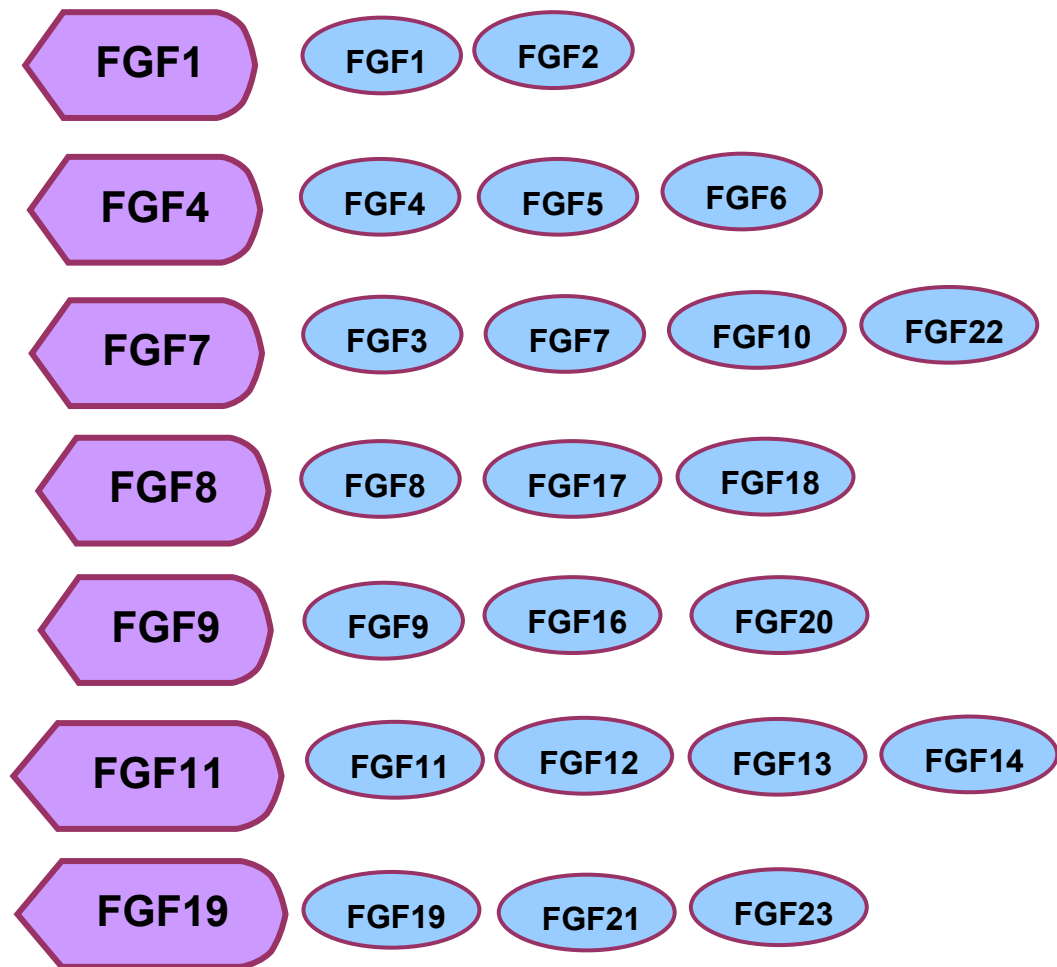 FGF1 FGF1 FGF2
FGF4 FGF4 FGF5 FGF6
FGF7 FGF3 FGF7 FGF10 FGF22
FGF8 FGF8 FGF17 FGF18
FGF9 FGF9 FGF16 FGF20
FGF11 FGF11 FGF12 FGF13 FGF14
FGF19 FGF19 FGF21 FGF23